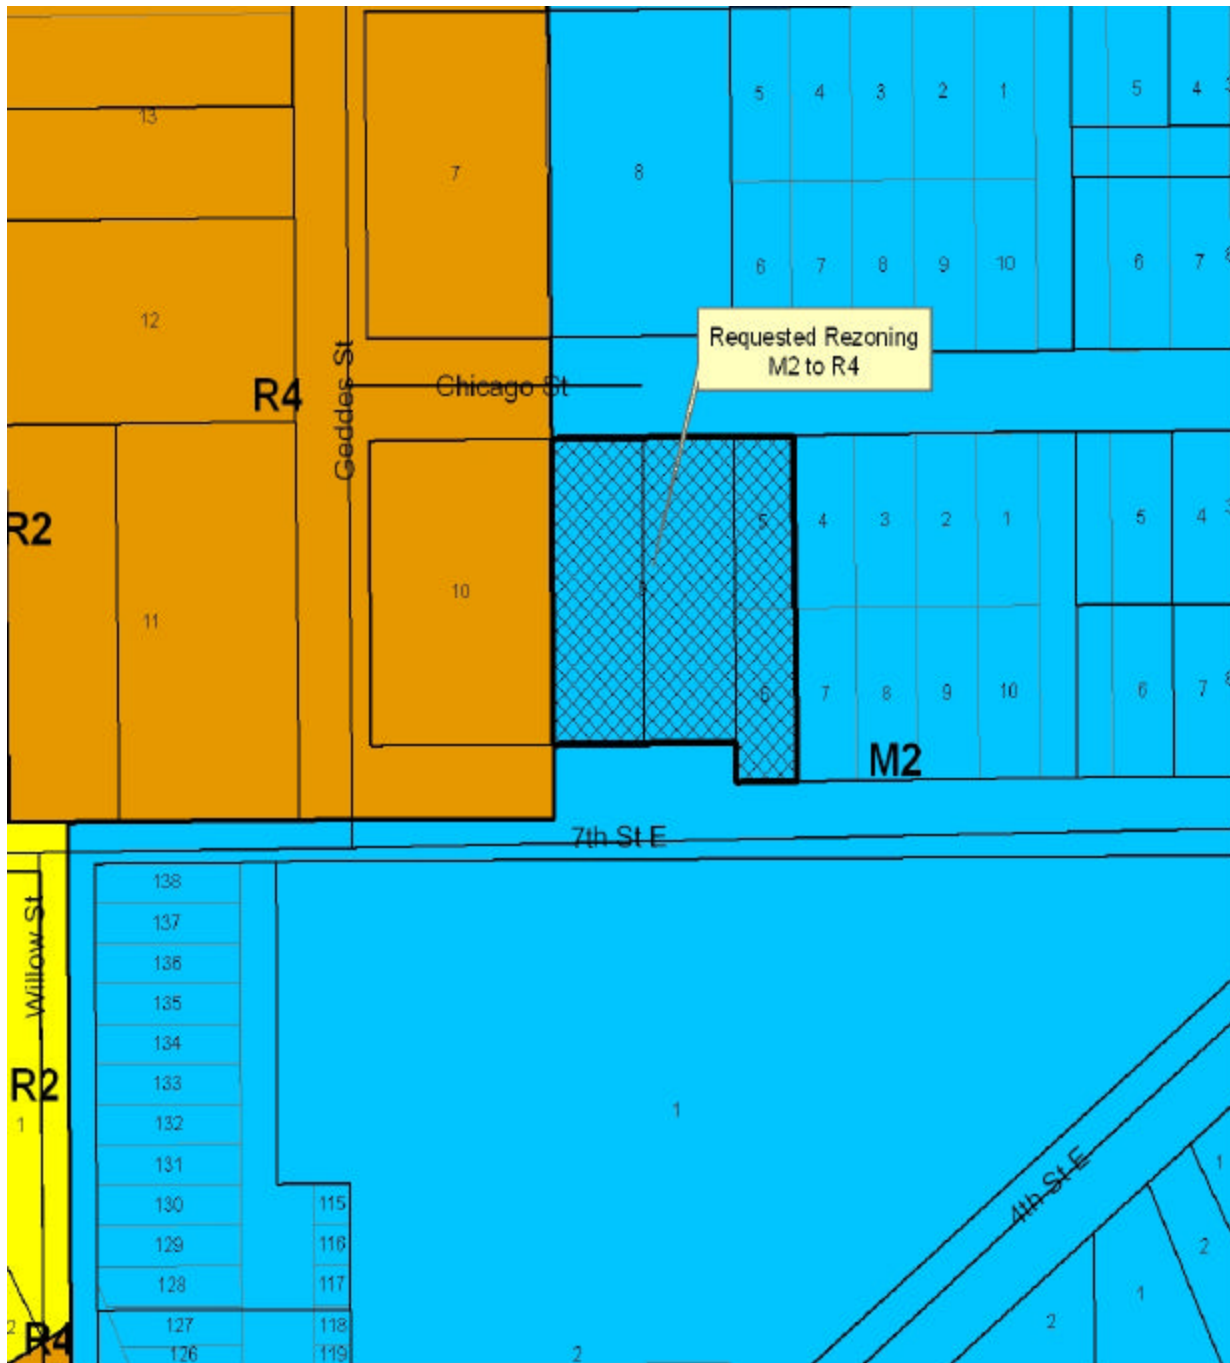 5 4 3 2 1 5 4
13
7 8
6 7 8 9 10 6 7
12
Requested Rezoning
M2 to R4
Geddes St
Chicago St
R4
R2
5 4 3 2 1 5 4
10
11
6 7 8 9 10 6 7
M2
7th St E
138
137
136
135
134
133
132
131
130
129
128
127
126
Willow St
R2
1
2
R4
115
116
117
118
119
1
2
4th St E
1
2
1
2